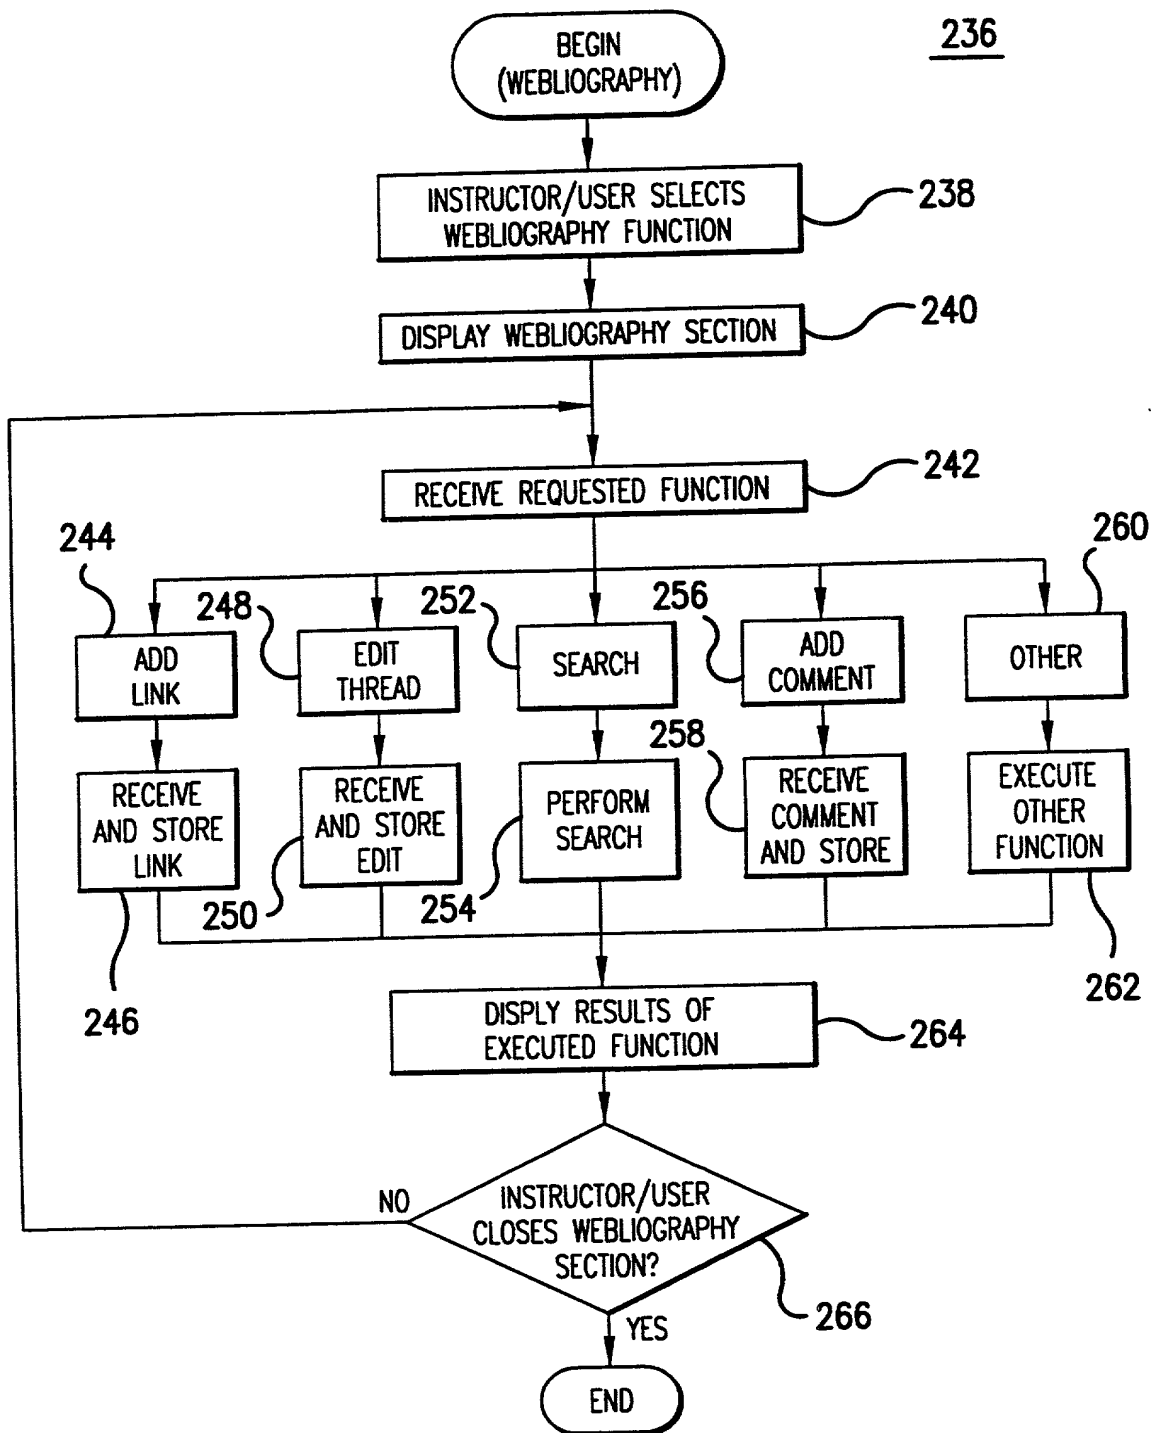 236
BEGIN
(WEBLIOGRAPHY)
INSTRUCTOR/USER SELECTS
WEBLIOGRAPHY FUNCTION
238
DISPLAY WEBLIOGRAPHY SECTION
240
RECEIVE REQUESTED FUNCTION
242
244
ADD
LINK
248
EDIT
THREAD
252
SEARCH
256
ADD
COMMENT
260
OTHER
RECEIVE
AND STORE
LINK
246
RECEIVE
AND STORE
EDIT
250
PERFORM
SEARCH
254
258
RECEIVE
COMMENT
AND STORE
EXECUTE
OTHER
FUNCTION
262
DISPLY RESULTS OF
EXECUTED FUNCTION
264
INSTRUCTOR/USER
CLOSES WEBLIOGRAPHY
SECTION?
266
NO
YES
END